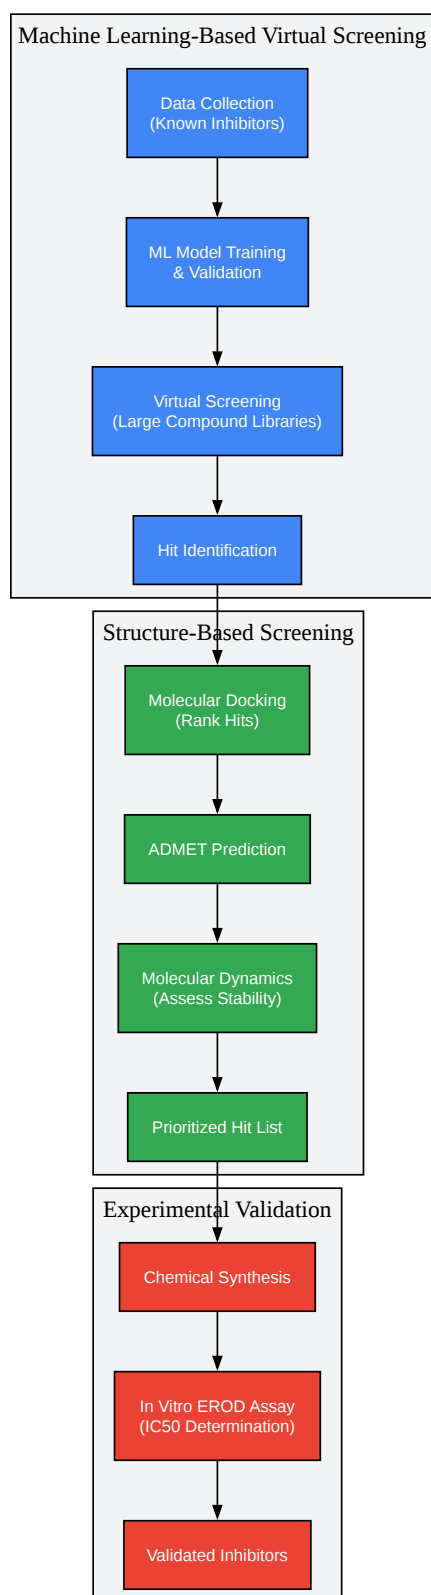 Machine Learning-Based Virtual Screening
Data Collection
(Known Inhibitors)
ML Model Training
& Validation
Virtual Screening
(Large Compound Libraries)
Hit Identification
Structure-Based Screening
Molecular Docking
(Rank Hits)
ADMET Prediction
Molecular Dynamics
(Assess Stability)
Prioritized Hit List
Experimental Validation
Chemical Synthesis
In Vitro EROD Assay
(IC50 Determination)
Validated Inhibitors